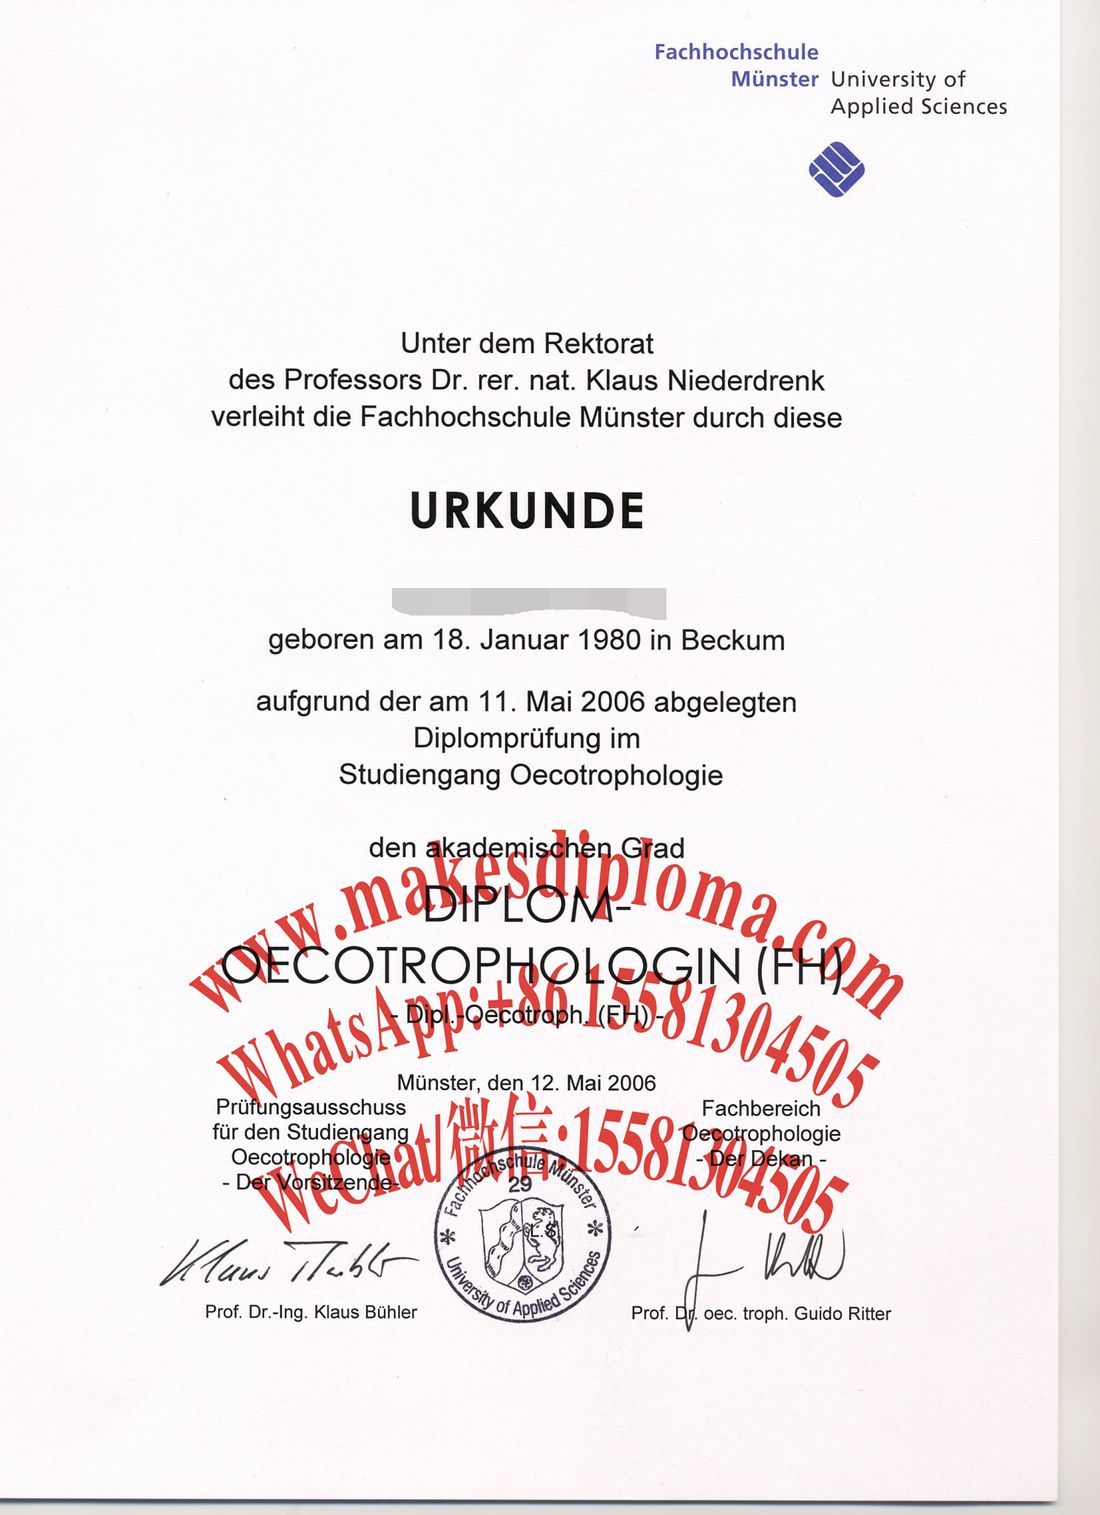 Fachhochschule
Münster University of
Applied Sciences
Unter dem Rektorat
des Professors Dr. rer. nat. Klaus Niederdrenk
verleiht die Fachhochschule Münster durch diese
URKUNDE
geboren am 18. Januar 1980 in Beckum
aufgrund der am 11. Mai 2006 abgelegten
Diplomprüfung im
Studiengang Oecotrophologie
den akademischen Grad
www.makesdiploma.com
DIPLOM-
OECOTROPHOLOGIN (FH)
WhatsApp:+86 15581304505
- Dipl.-Oecotroph. (FH) -
Münster, den 12. Mai 2006
Prüfungsausschuss
für den Studiengang
Oecotrophologie
- Der Vorsitzende-
Fachbereich
Oecotrophologie
- Der Dekan -
WeChat/微信:15581304505
Fachhochschule Münster
29
L.S.
University of Applied Sciences
Prof. Dr.-Ing. Klaus Bühler
Prof. Dr. oec. troph. Guido Ritter